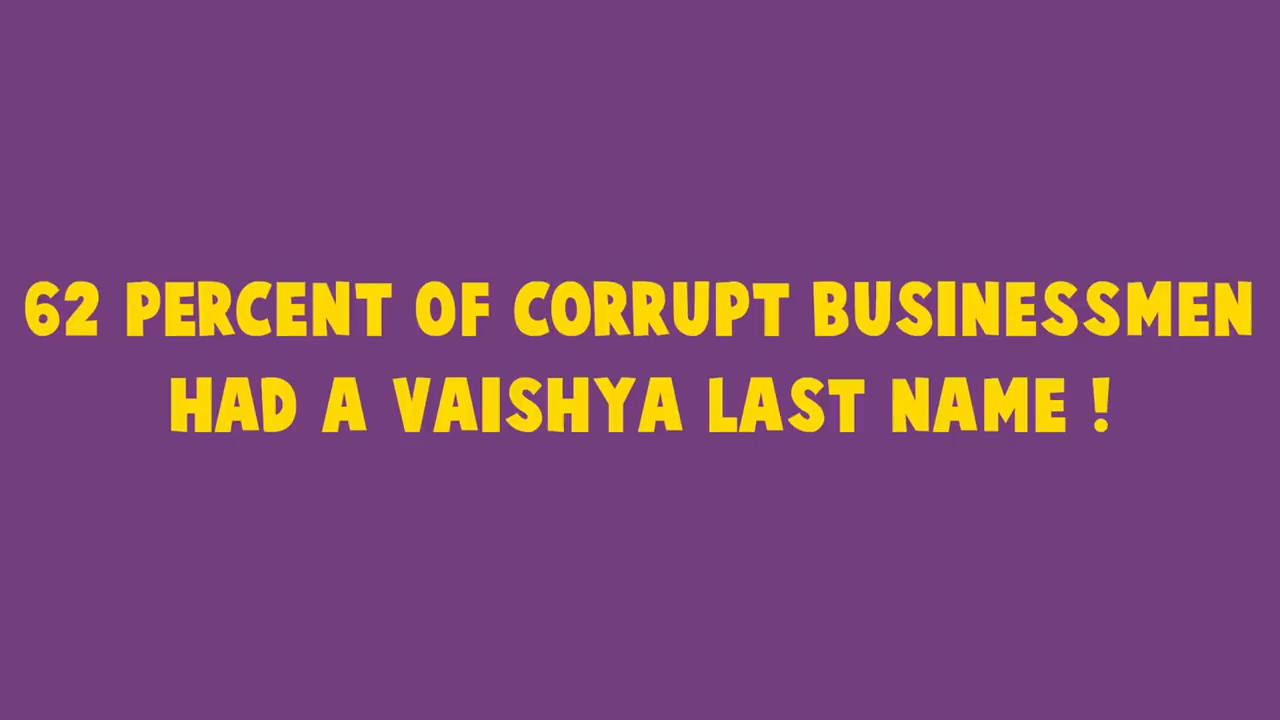 62 PERCENT OF CORRUPT BUSINESSMEN
HAD A VAISHYA LAST NAME !